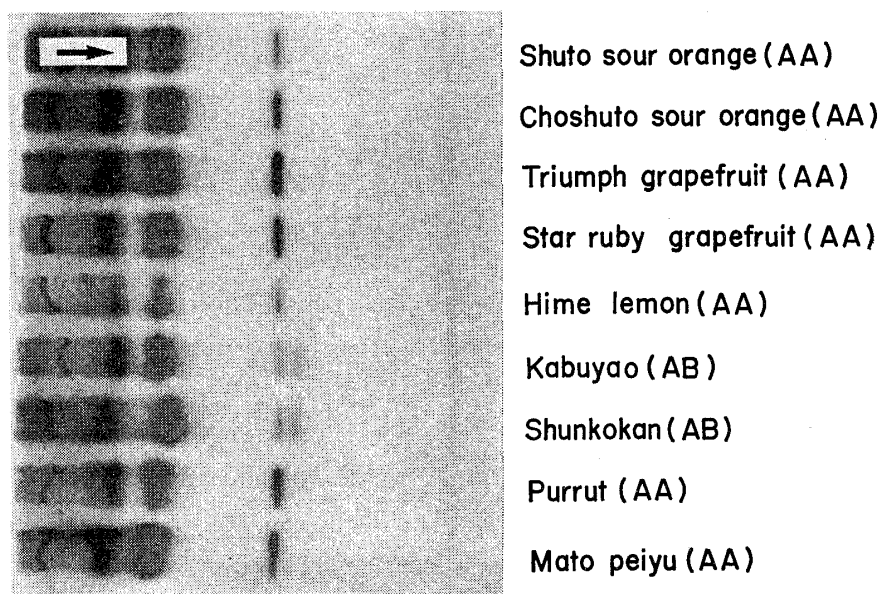 Shuto sour orange (AA)
Choshuto sour orange (AA)
Triumph grapefruit (AA)
Star ruby grapefruit (AA)
Hime lemon (AA)
Kabuyao (AB)
Shunkokan (AB)
Purrut (AA)
Mato peiyu (AA)